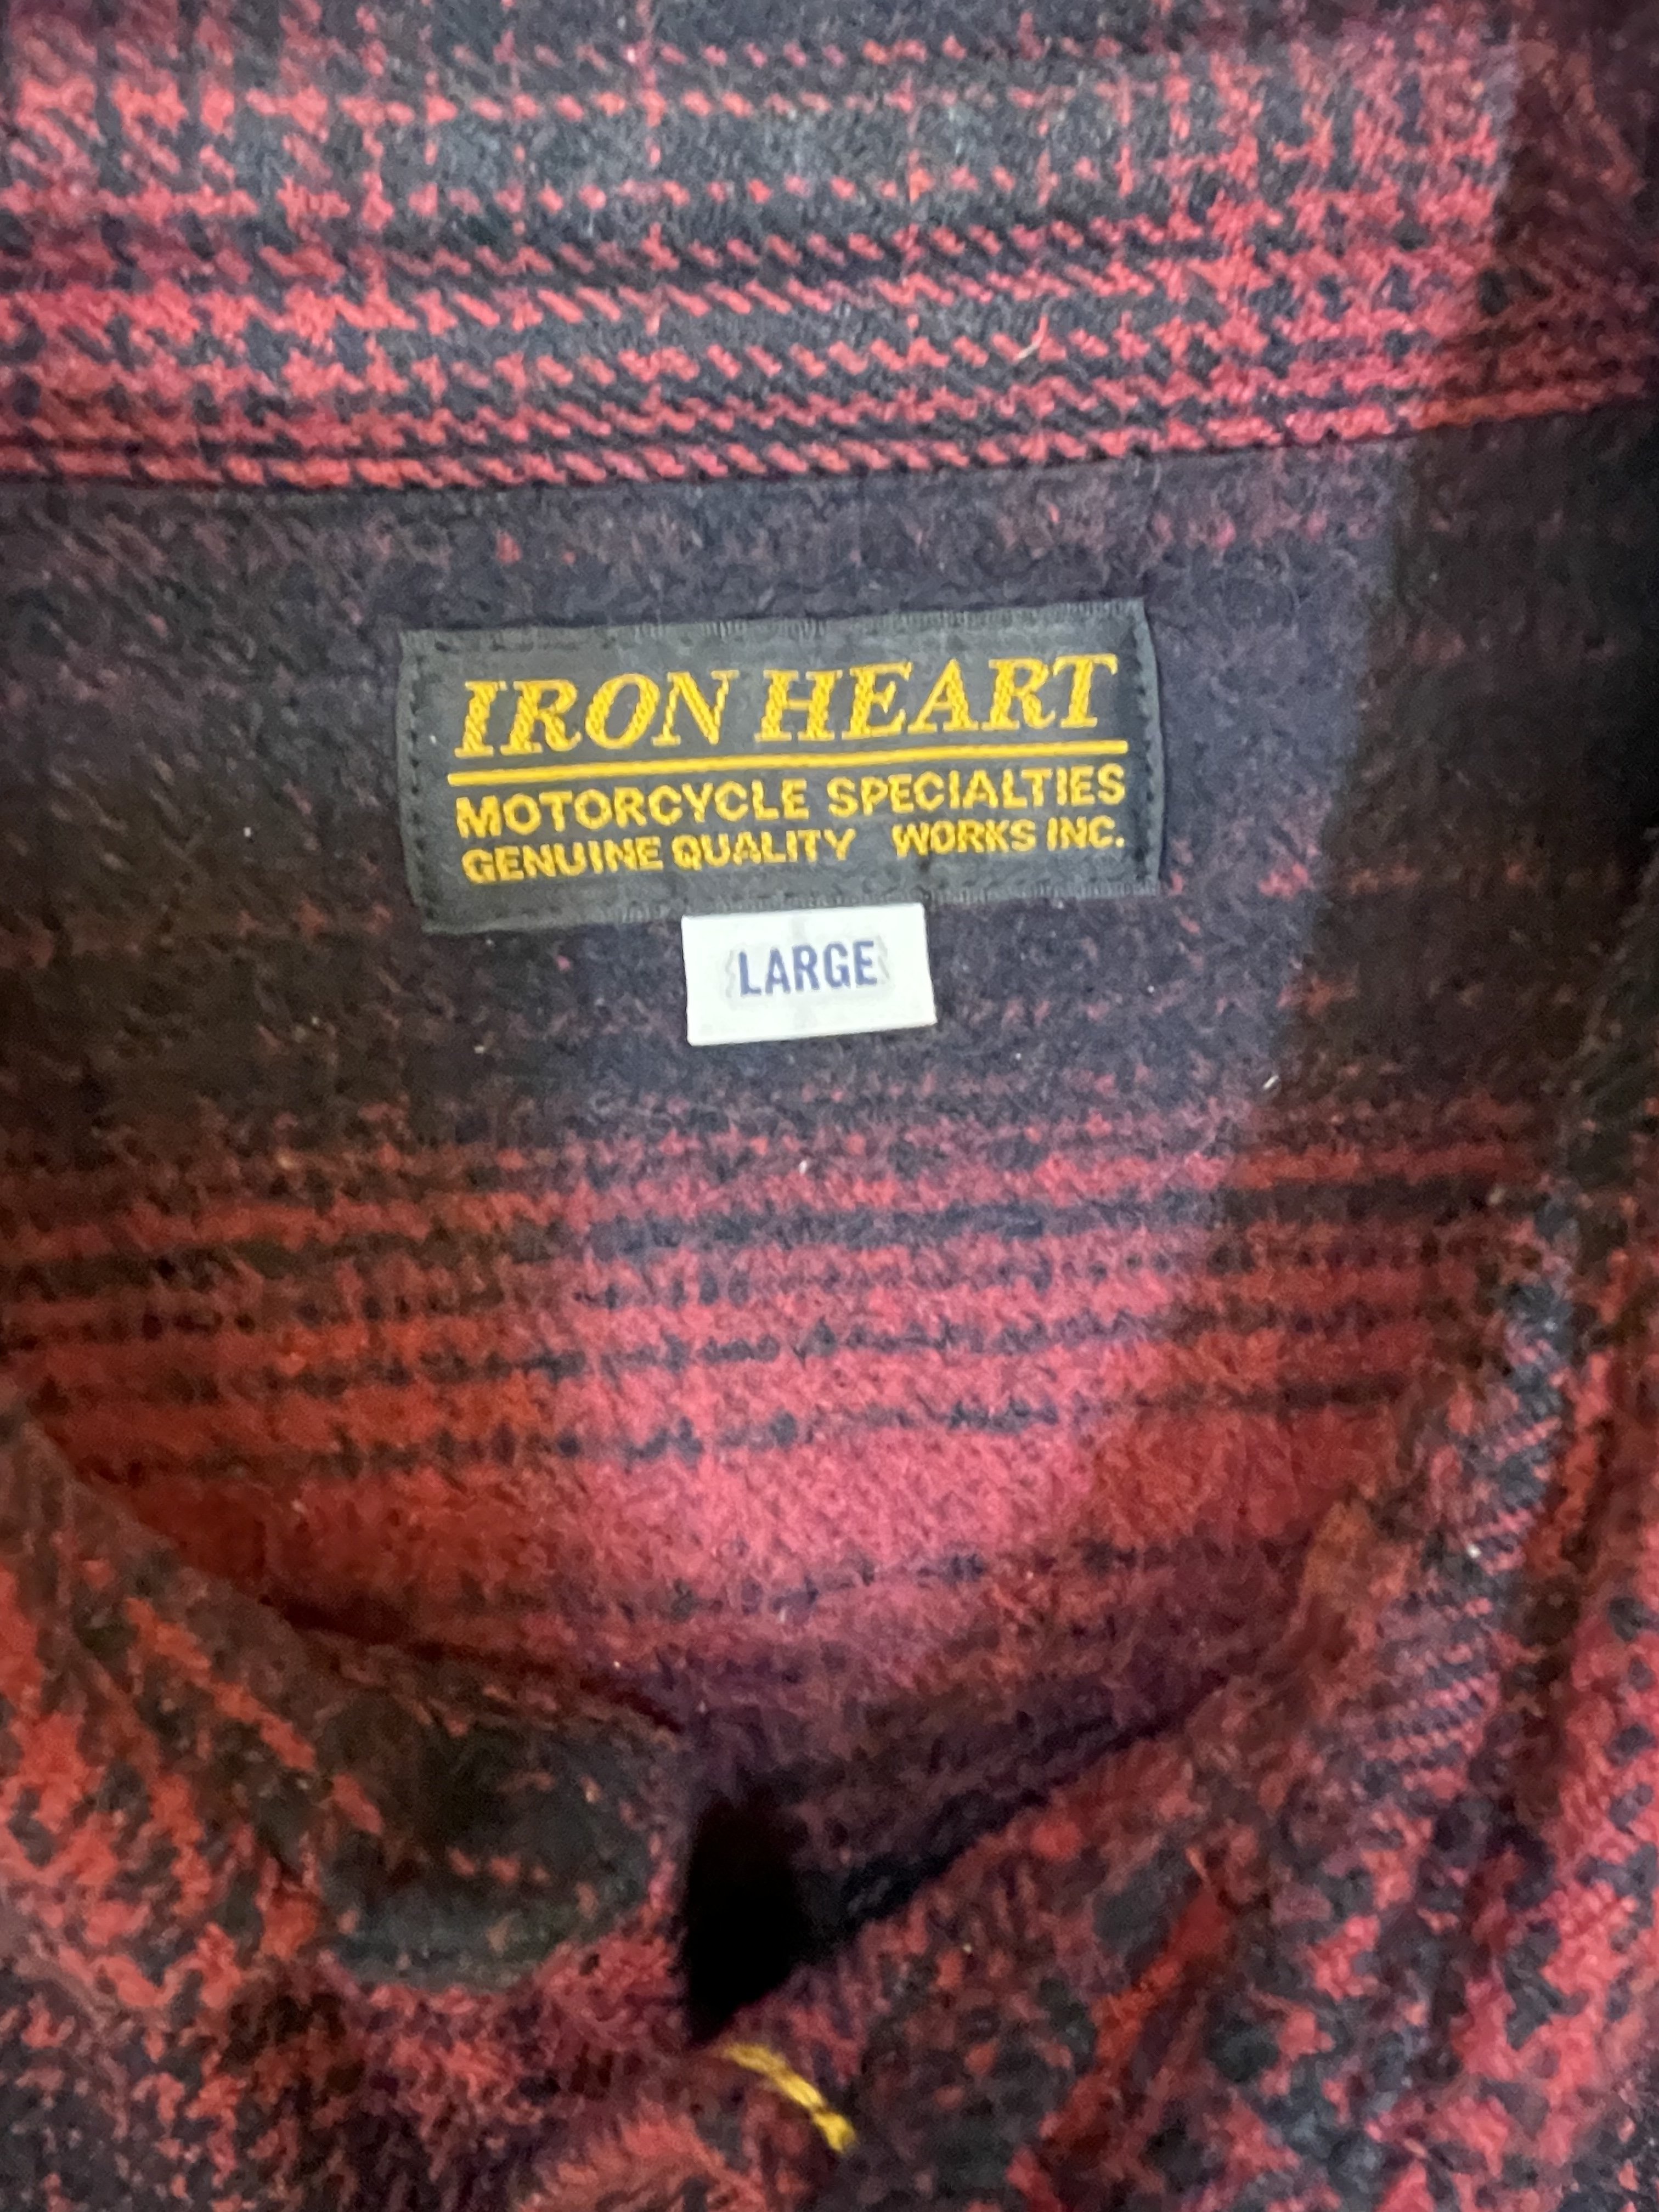 IRON HEART
MOTORCYCLE SPECIALTIES
GENUINE QUALITY WORKS INC.
LARGE